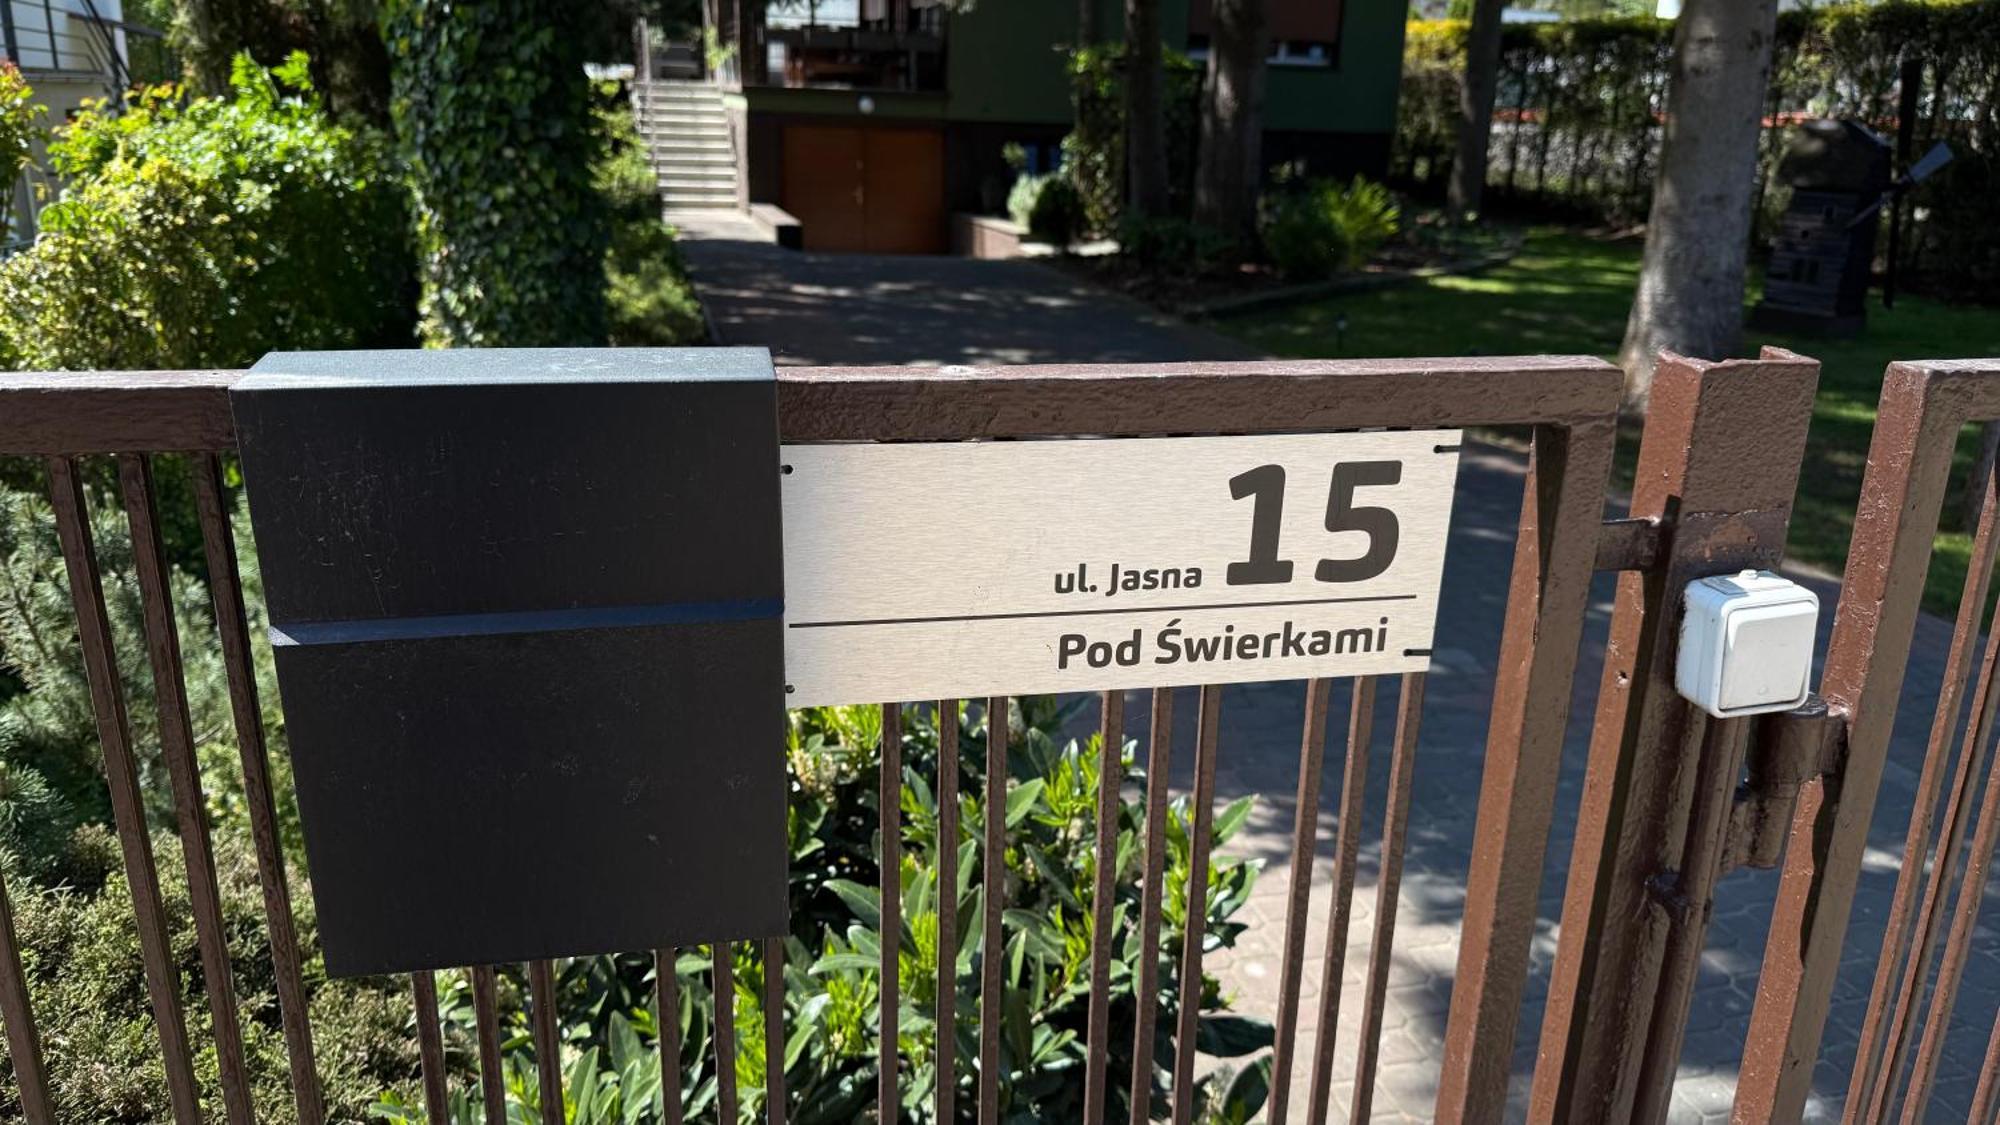 ul. Jasna 15
Pod Świerkami